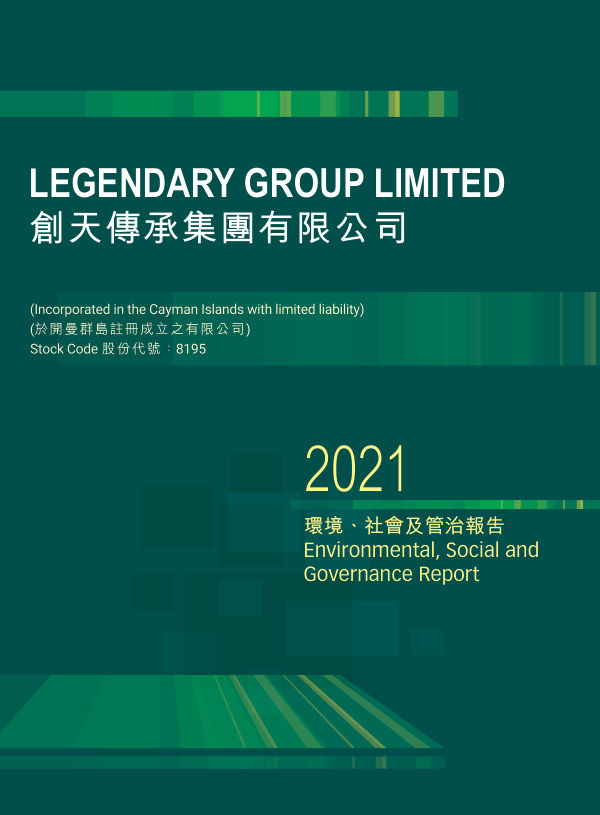 LEGENDARY GROUP LIMITED
創天傳承集團有限公司
(Incorporated in the Cayman Islands with limited liability)
(於開曼群島註冊成立之有限公司)
Stock Code 股份代號：8195
2021
環境、社會及管治報告
Environmental, Social and
Governance Report